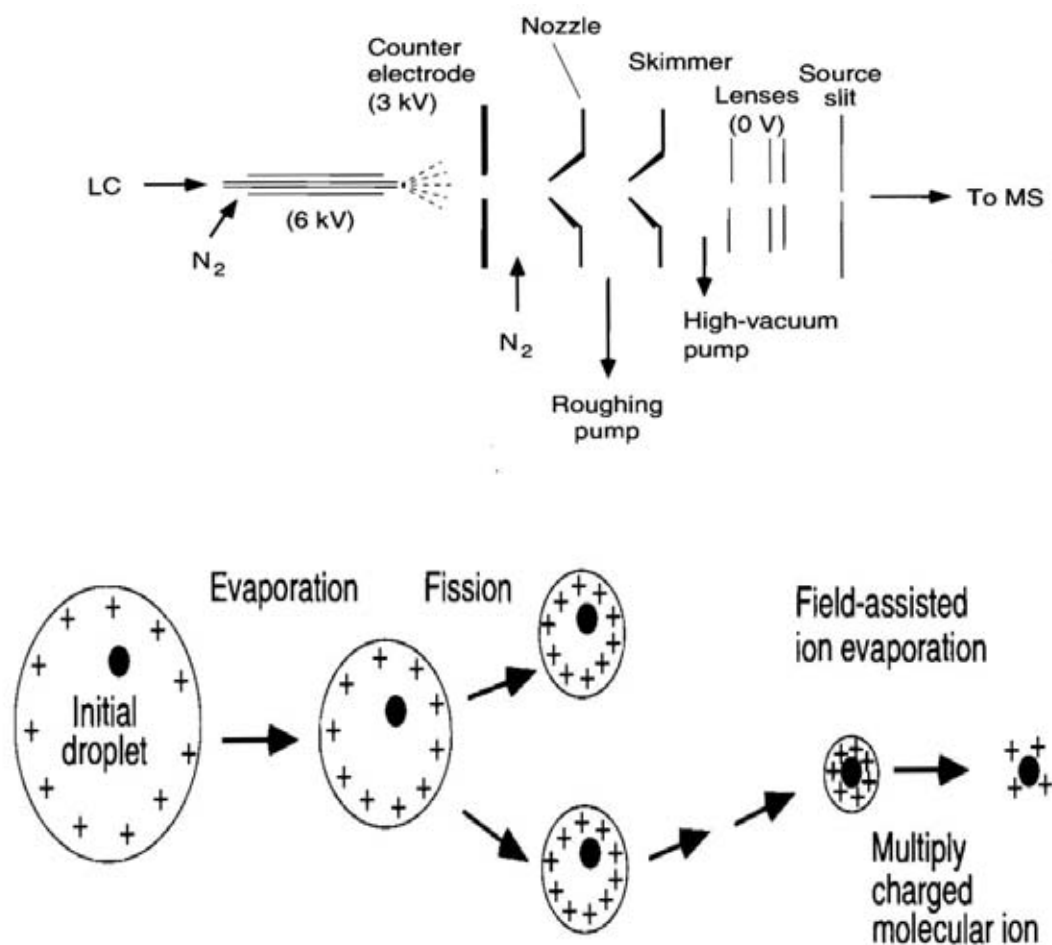 Nozzle
Counter
electrode
(3 kV)
Skimmer
Lenses
(0 V)
Source
slit
LC
(6 kV)
N2
N2
To MS
High-vacuum
pump
Roughing
pump
Evaporation
Fission
Field-assisted
ion evaporation
Initial
droplet
+ + + + + + + + + + + +
Multiply
charged
molecular ion